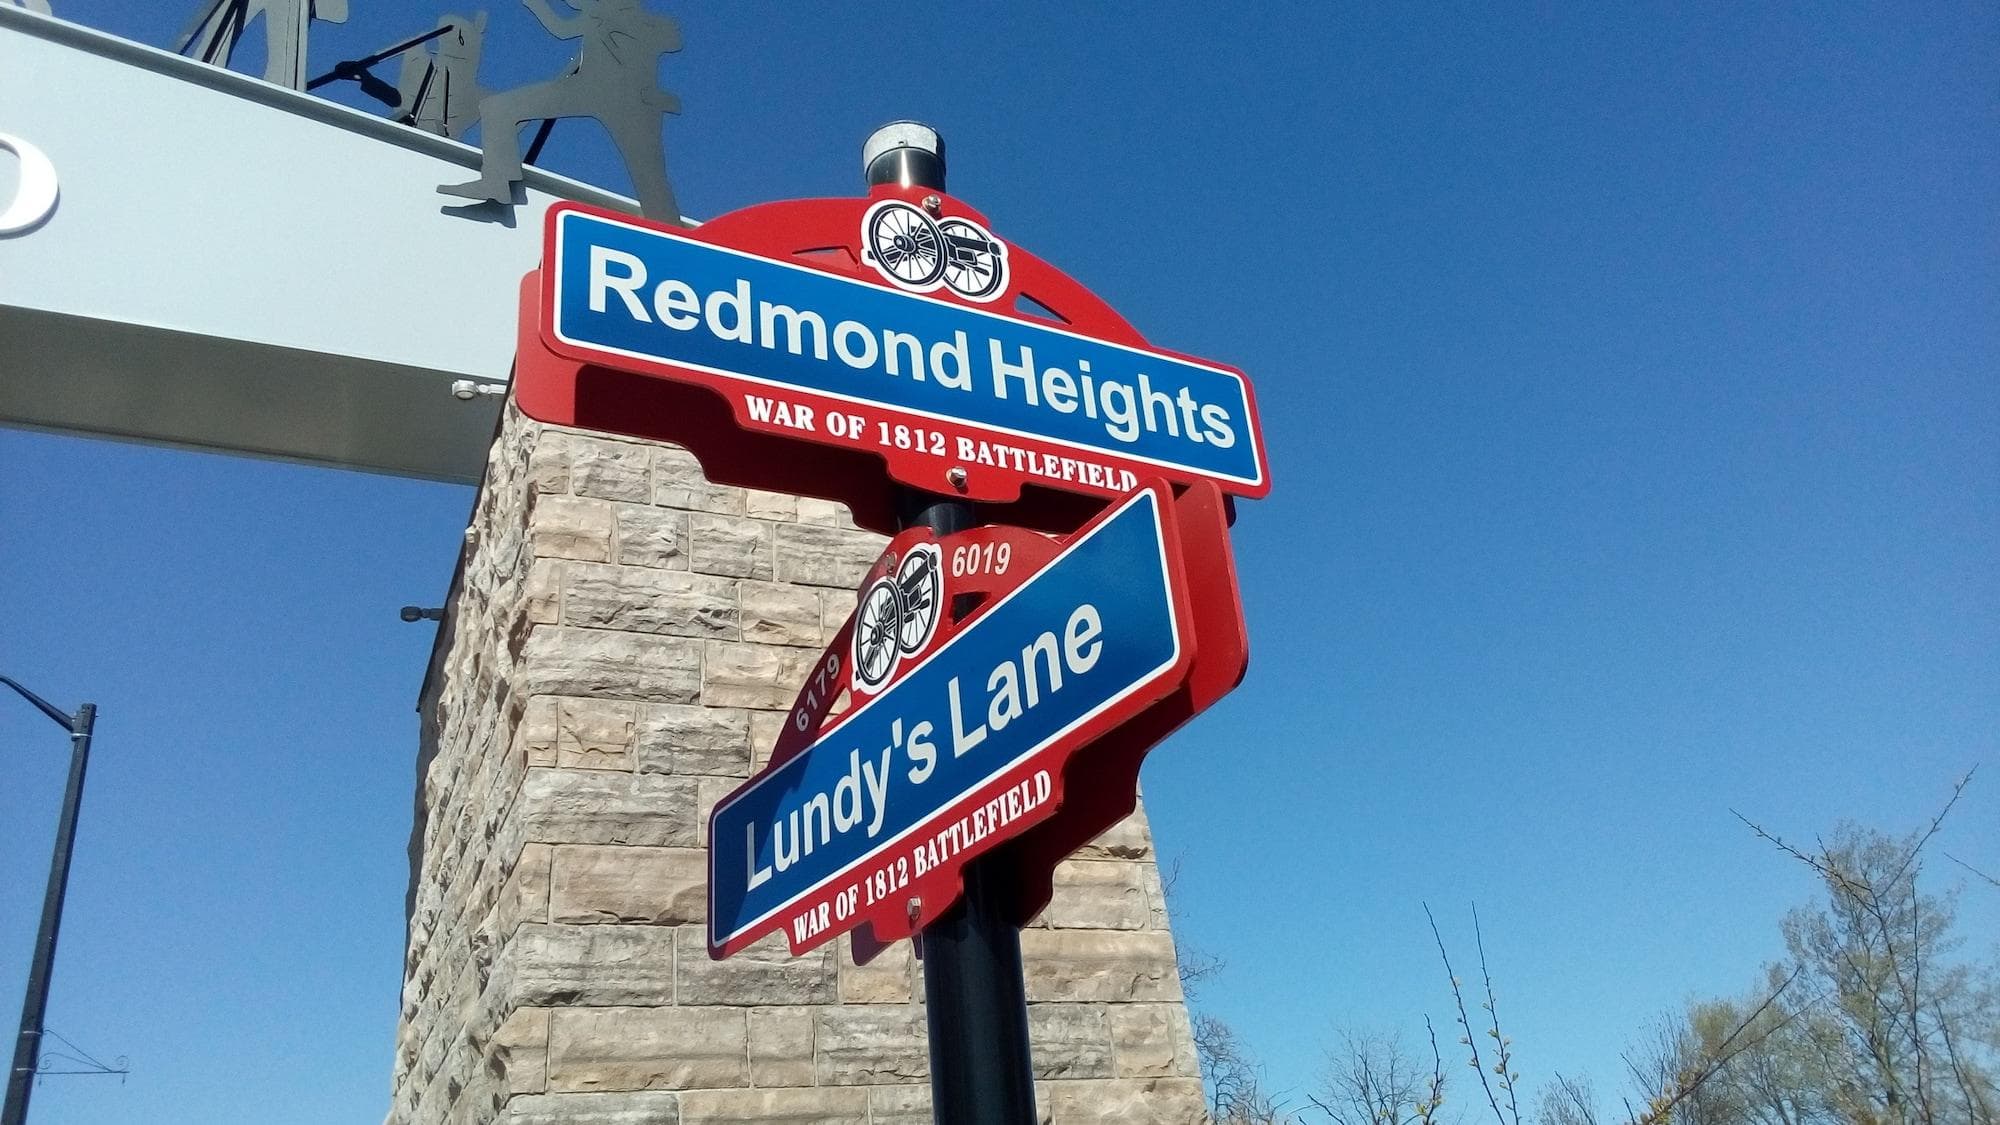 Redmond Heights
WAR OF 1812 BATTLEFIELD
6179
6019
Lundy's Lane
WAR OF 1812 BATTLEFIELD